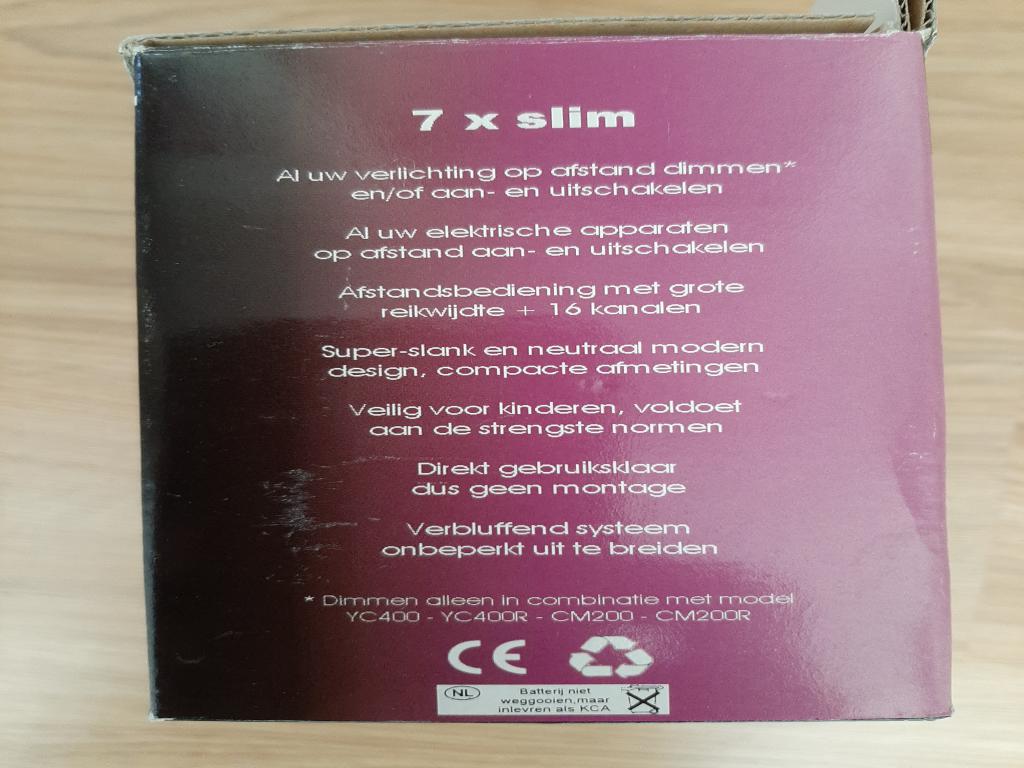 7 x slim
Al uw verlichting op afstand dimmen*
en/of aan- en uitschakelen
Al uw elektrische apparaten
op afstand aan- en uitschakelen
Afstandsbediening met grote
reikwijdte + 16 kanalen
Super-slank en neutraal modern
design, compacte afmetingen
Veilig voor kinderen, voldoet
aan de strengste normen
Direkt gebruiksklaar
dus geen montage
Verbluffend systeem
onbeperkt uit te breiden
* Dimmen alleen in combinatie met model
YC400 - YC400R - CM200 - CM200R
CE
NL
Batterij niet
weggooien,maar
inlevren als KCA